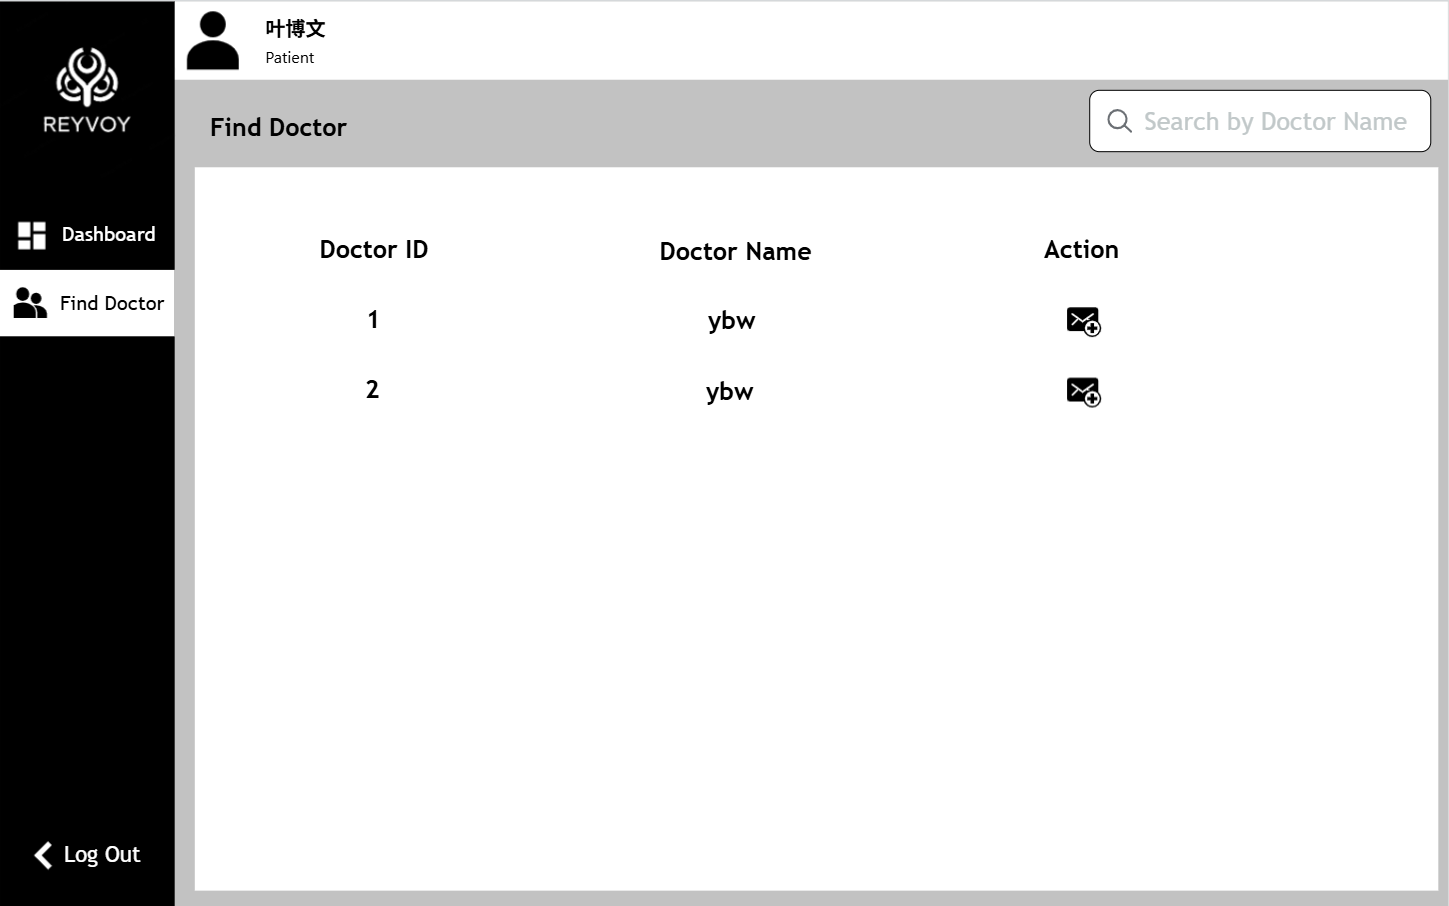 叶博文
Patient
REYVOY
Find Doctor
Search by Doctor Name
Dashboard
Find Doctor
Doctor ID Doctor Name Action
1 ybw
2 ybw
Log Out